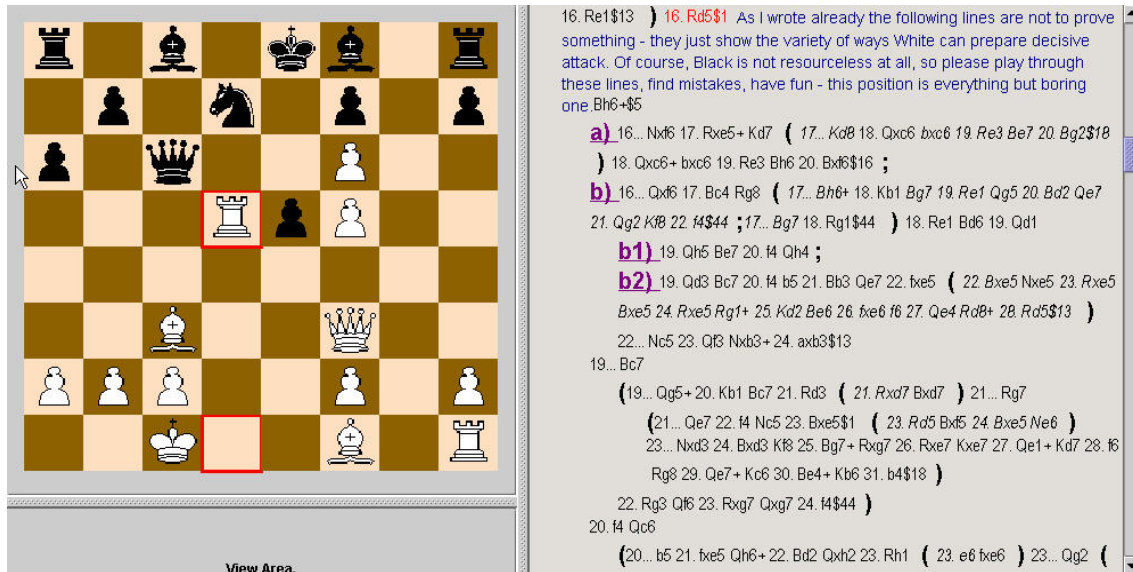 16. Re1$13 ) 16. Rd5$1 As I wrote already the following lines are not to prove
something - they just show the variety of ways White can prepare decisive
attack. Of course, Black is not resourceless at all, so please play through
these lines, find mistakes, have fun - this position is everything but boring
one.Bh6+$5
a) 16... Nxf6 17. Rxe5+ Kd7 ( 17... Kd8 18. Qxc6 bxc6 19. Re3 Be7 20. Bg2$18
) 18. Qxc6+ bxc6 19. Re3 Bh6 20. Bxf6$16 ;
b) 16... Qxf6 17. Bc4 Rg8 ( 17... Bh6+ 18. Kb1 Bg7 19. Re1 Qg5 20. Bd2 Qe7
21. Qg2 Kf8 22. f4$44 ; 17... Bg7 18. Rg1$44 ) 18. Re1 Bd6 19. Qd1
b1) 19. Qh5 Be7 20. f4 Qh4 ;
b2) 19. Qd3 Bc7 20. f4 b5 21. Bb3 Qe7 22. fxe5 ( 22. Bxe5 Nxe5 23. Rxe5
Bxe5 24. Rxe5 Rg1+ 25. Kd2 Be6 26. fxe6 f6 27. Qe4 Rd8+ 28. Rd5$13 )
22... Nc5 23. Qf3 Nxb3+ 24. axb3$13
19... Bc7
(19... Qg5+ 20. Kb1 Bc7 21. Rd3 ( 21. Rxd7 Bxd7 ) 21... Rg7
(21... Qe7 22. f4 Nc5 23. Bxe5$1 ( 23. Rd5 Bxf5 24. Bxe5 Ne6 )
23... Nxd3 24. Bxd3 Kf8 25. Bg7+ Rxg7 26. Rxe7 Kxe7 27. Qe1+ Kd7 28. f6
Rg8 29. Qe7+ Kc6 30. Be4+ Kb6 31. b4$18 )
22. Rg3 Qf6 23. Rxg7 Qxg7 24. f4$44 )
20. f4 Qc6
(20... b5 21. fxe5 Qh6+ 22. Bd2 Qxh2 23. Rh1 ( 23. e6 fxe6 ) 23... Qg2 (
View Area.